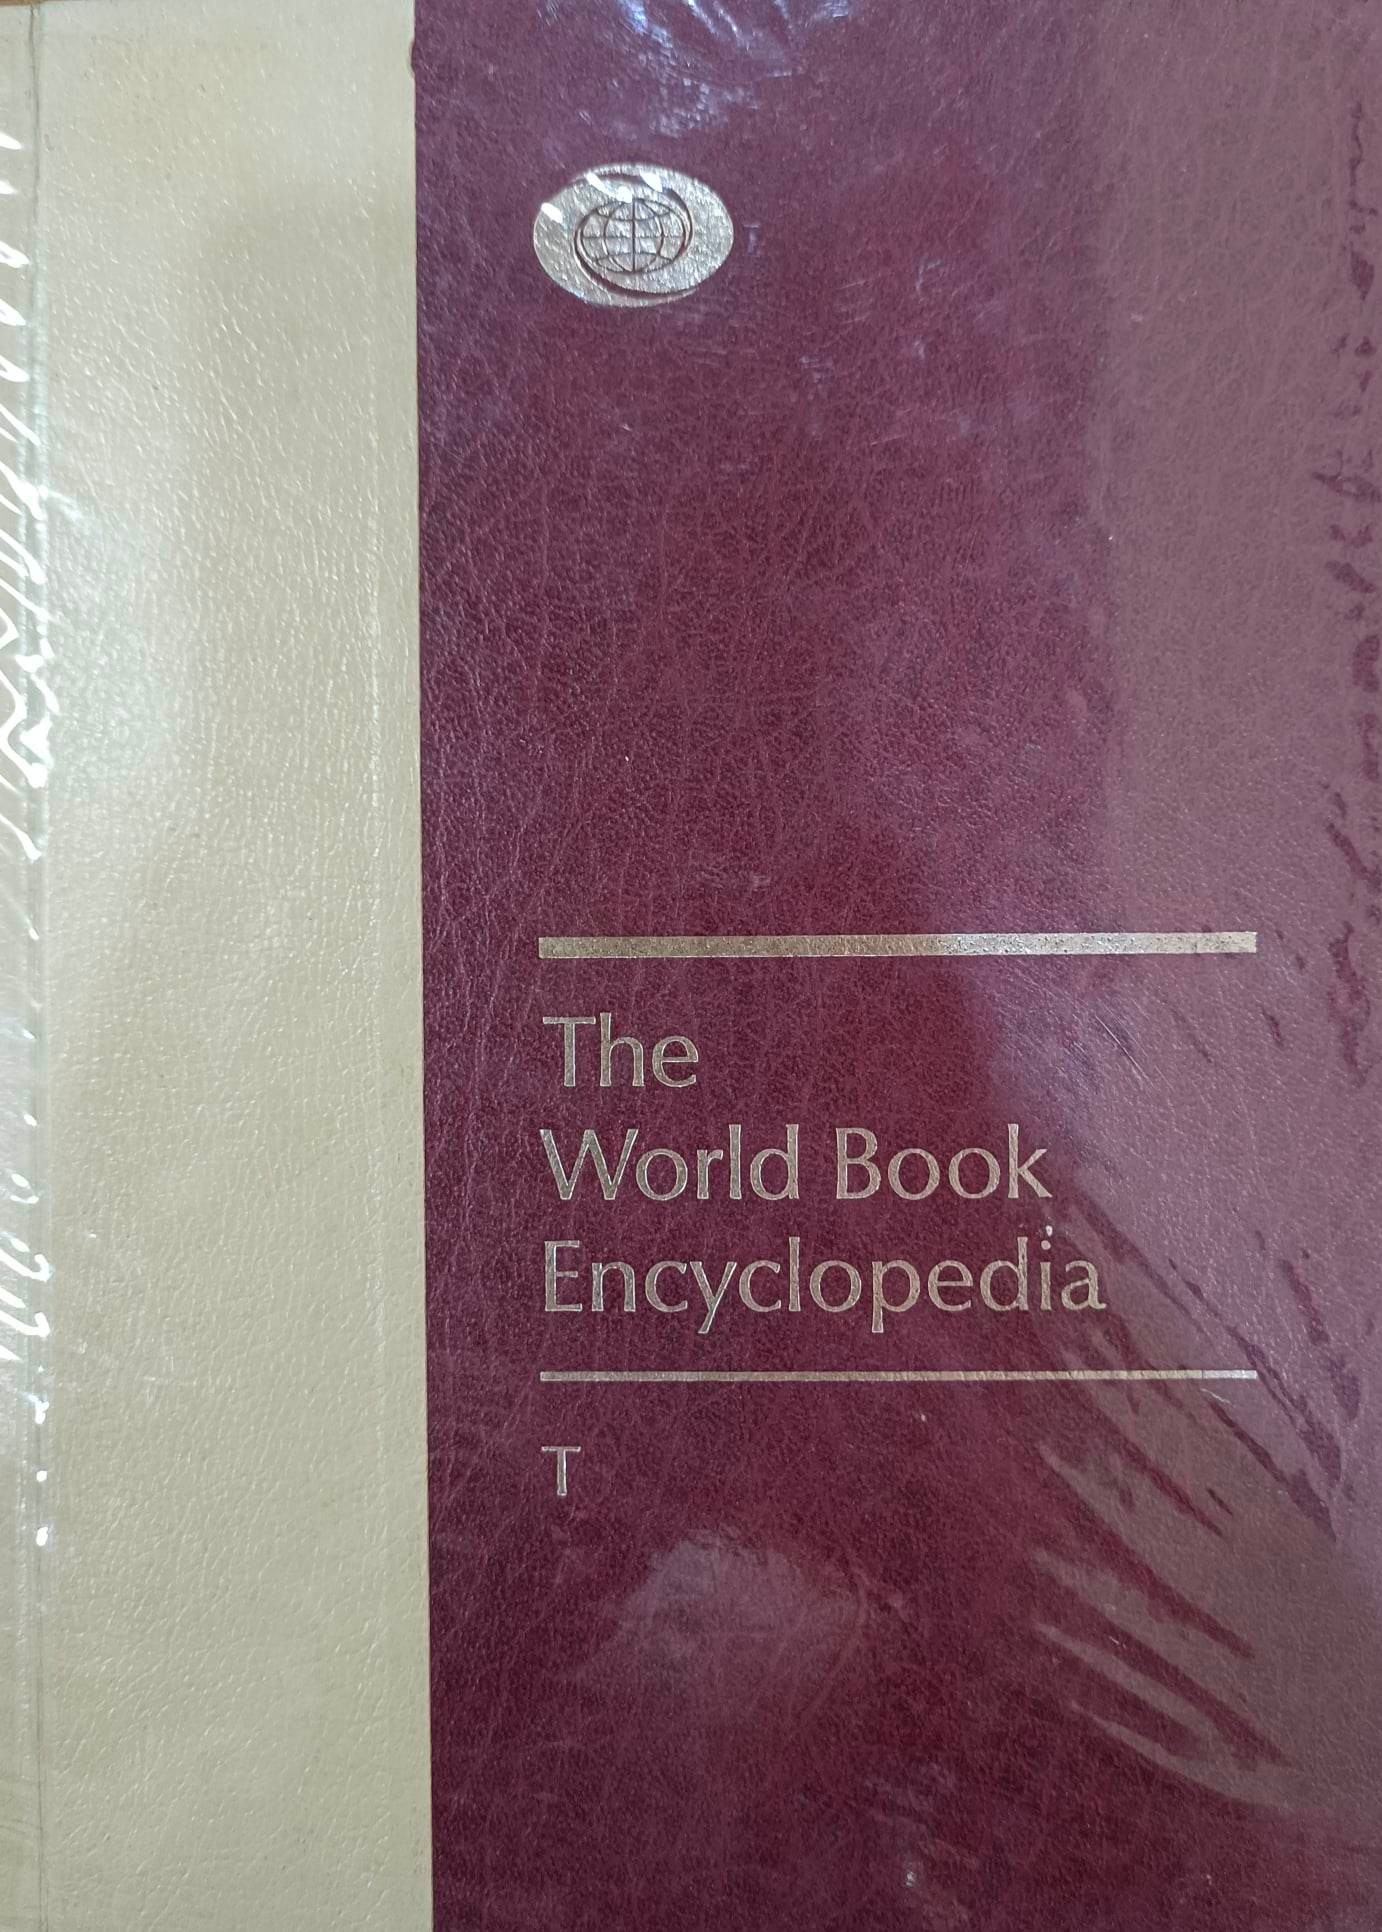 The
World Book
Encyclopedia
T